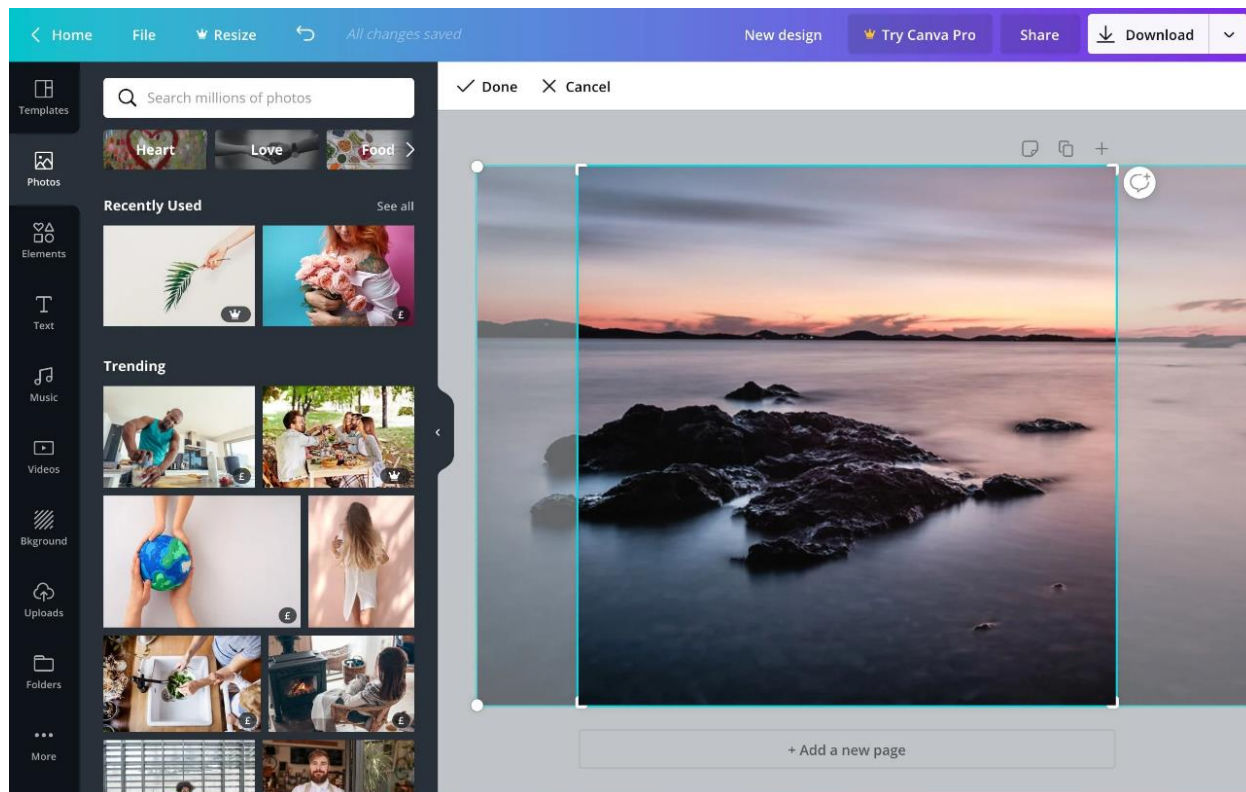 Home File Resize All changes saved New design Try Canva Pro Share Download
Templates
Photos
Elements
Text
Music
Videos
Bkground
Uploads
Folders
More
Search millions of photos
Heart Love Food
Recently Used See all
£
Trending
£
£
£ £
Done Cancel
+ Add a new page